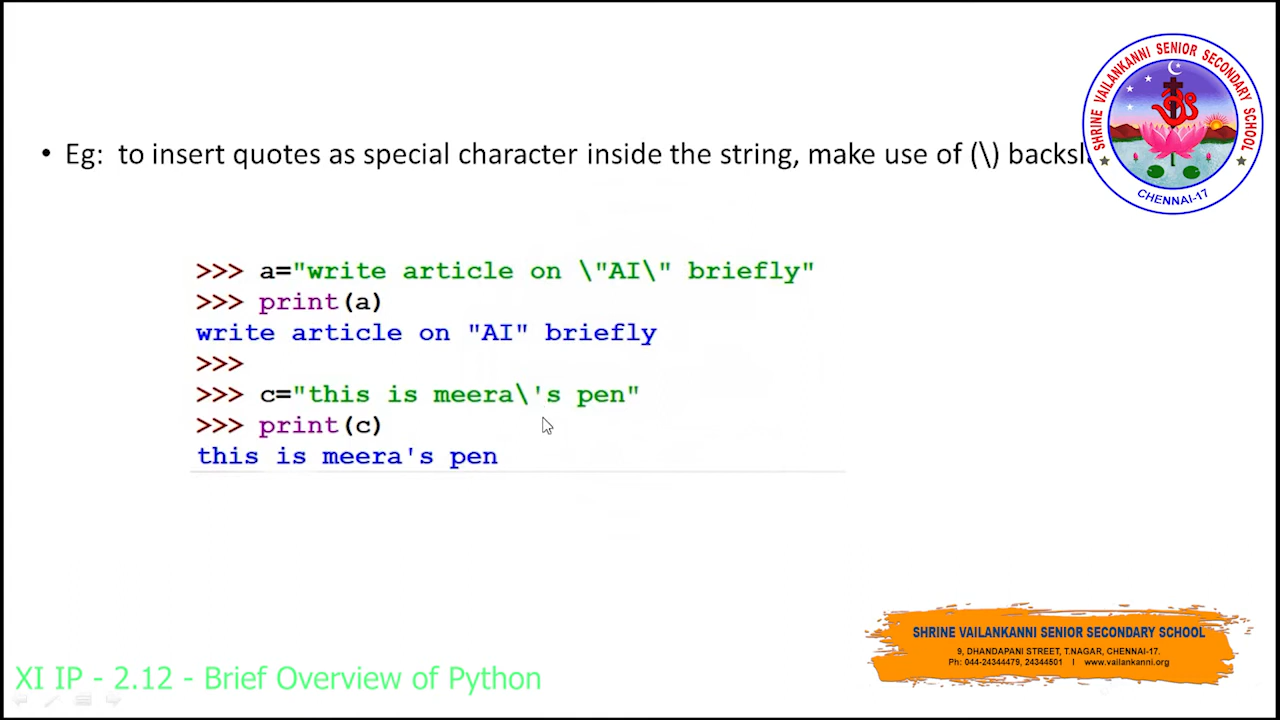 • Eg: to insert quotes as special character inside the string, make use of (\)
SHRINE VAILANKANNI SENIOR SECONDARY SCHOOL
CHENNAI-17
>>> a="write article on \"AI\" briefly"
>>> print(a)
write article on "AI" briefly
>>>
>>> c="this is meera\'s pen"
>>> print(c)
this is meera's pen
SHRINE VAILANKANNI SENIOR SECONDARY SCHOOL
9, DHANDAPANI STREET, T.NAGAR, CHENNAI-17.
Ph: 044-24344479, 24344501 I www.vailankanni.org
XI IP - 2.12 - Brief Overview of Python